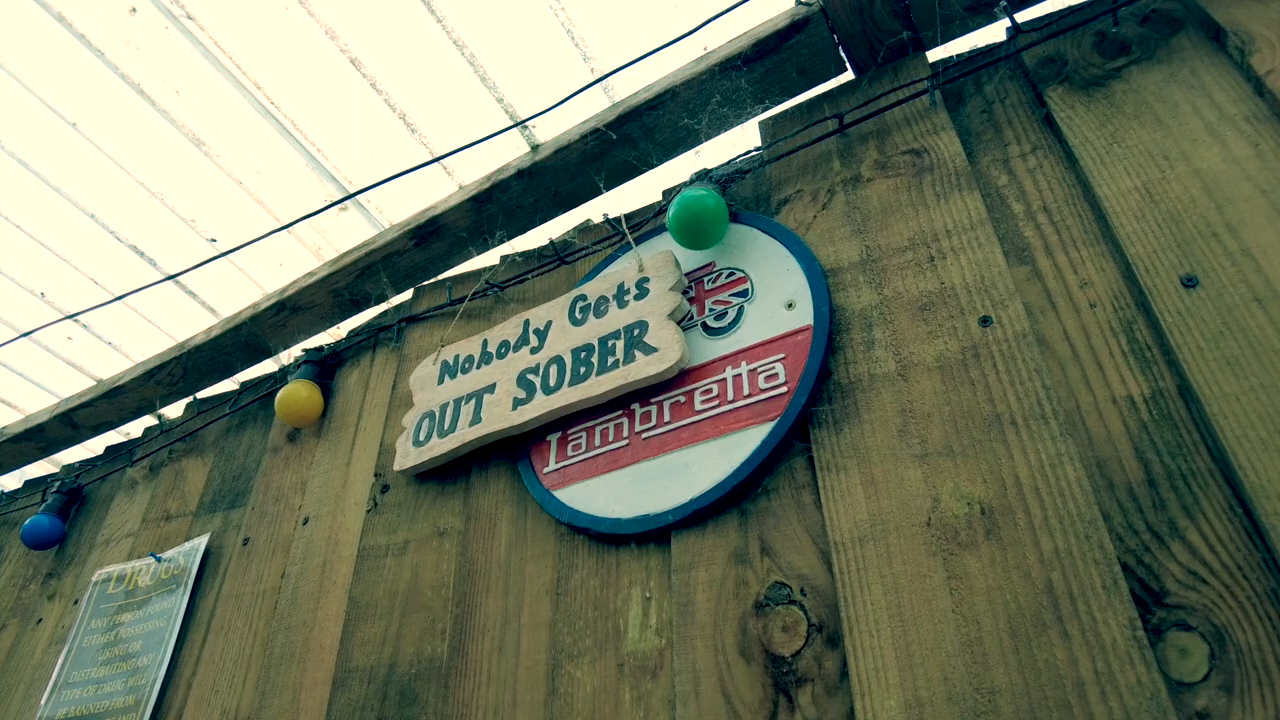 Nobody Gets
OUT SOBER
Lambretta
DRUGS
ANY PERSON FOUND
EITHER POSSESSING,
USING OR
DISTRIBUTING ANY
TYPE OF DRUG WILL
BE BANNED FROM
AND